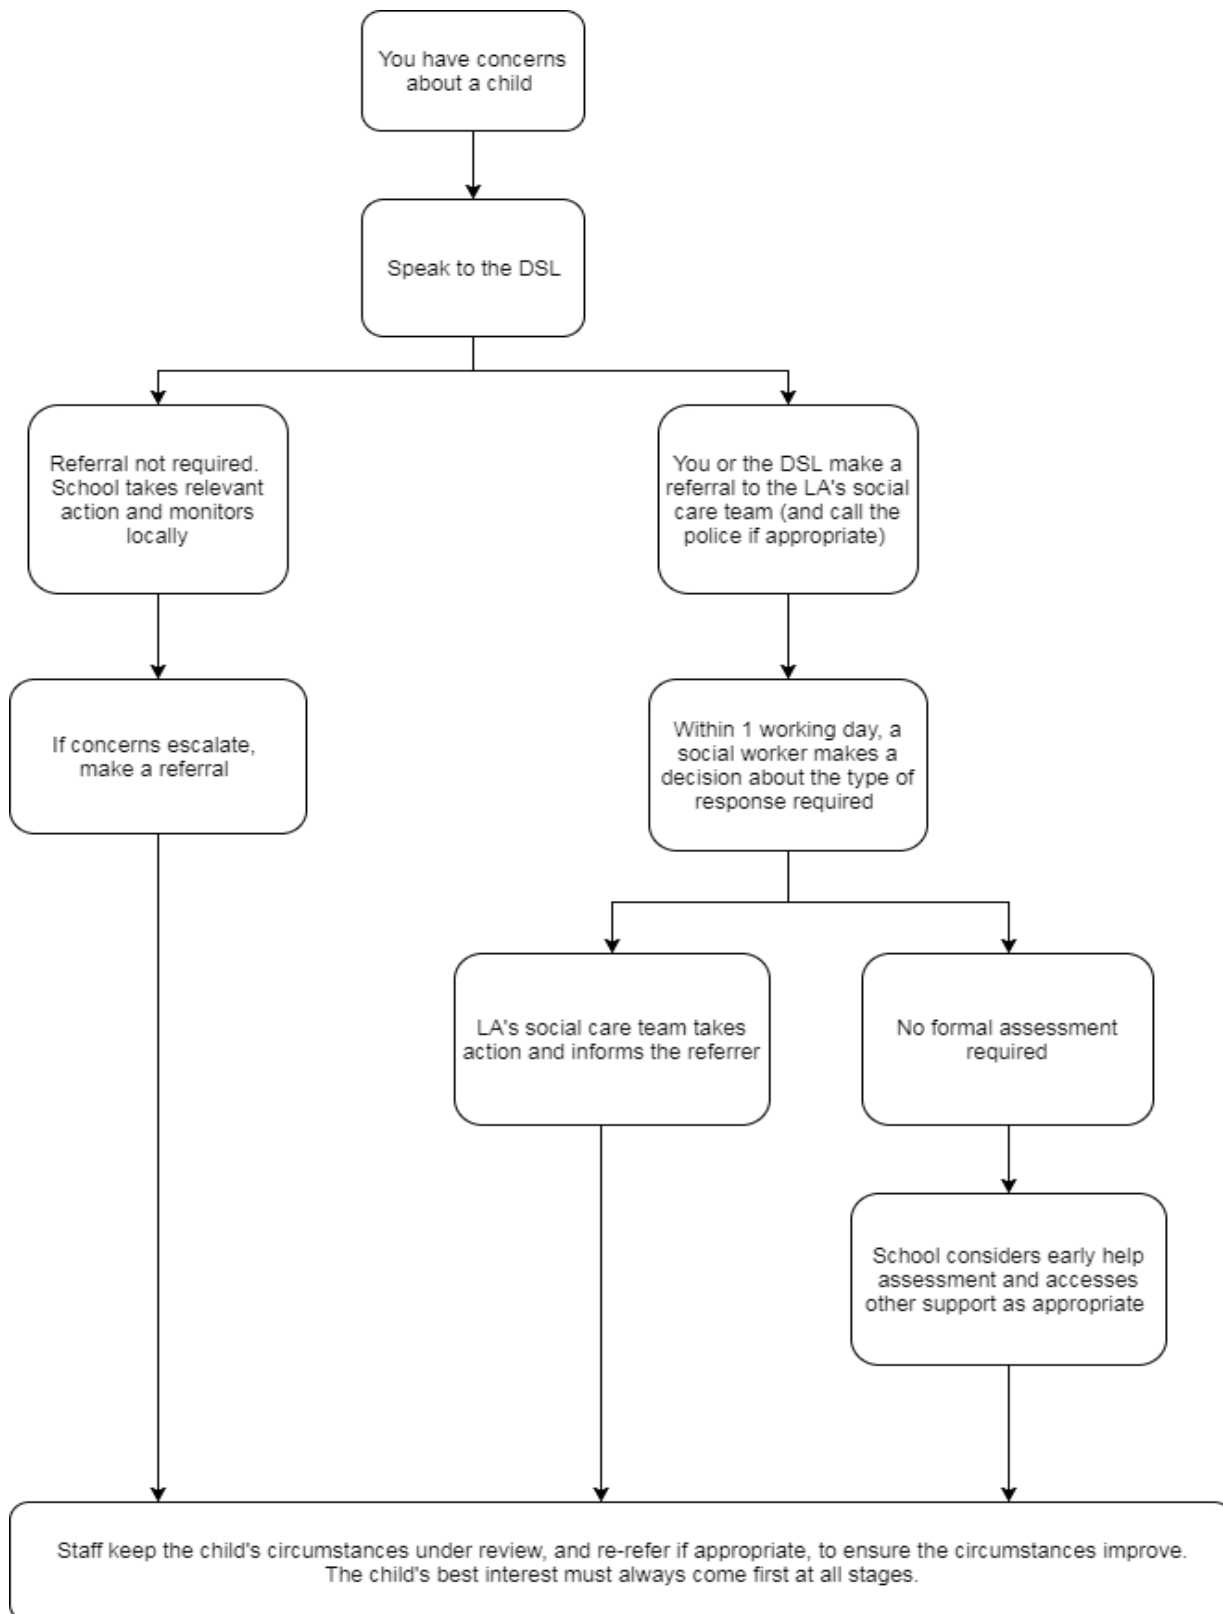 You have concerns
about a child
Speak to the DSL
Referral not required.
School takes relevant
action and monitors
locally
You or the DSL make a
referral to the LA's social
care team (and call the
police if appropriate)
If concerns escalate,
make a referral
Within 1 working day, a
social worker makes a
decision about the type of
response required
LA's social care team takes
action and informs the referrer
No formal assessment
required
School considers early help
assessment and accesses
other support as appropriate
Staff keep the child's circumstances under review, and re-refer if appropriate, to ensure the circumstances improve.
The child's best interest must always come first at all stages.